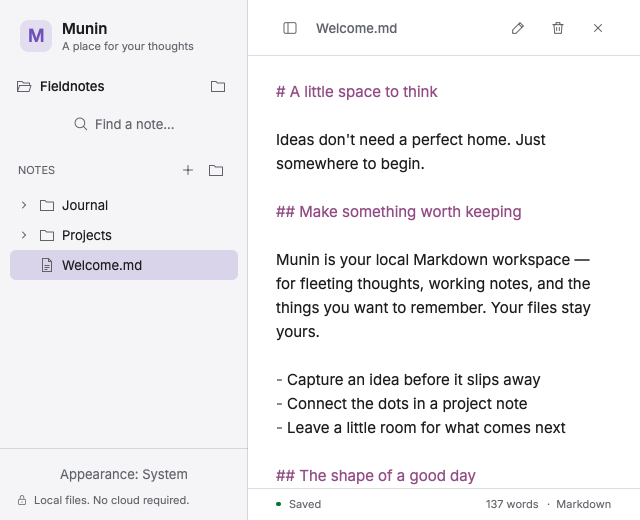 Munin
A place for your thoughts
Fieldnotes
Find a note...
NOTES
Journal
Projects
Welcome.md
Appearance: System
Local files. No cloud required.
Welcome.md
# A little space to think
Ideas don't need a perfect home. Just
somewhere to begin.
## Make something worth keeping
Munin is your local Markdown workspace —
for fleeting thoughts, working notes, and the
things you want to remember. Your files stay
yours.
- Capture an idea before it slips away
- Connect the dots in a project note
- Leave a little room for what comes next
## The shape of a good day
Saved
137 words · Markdown